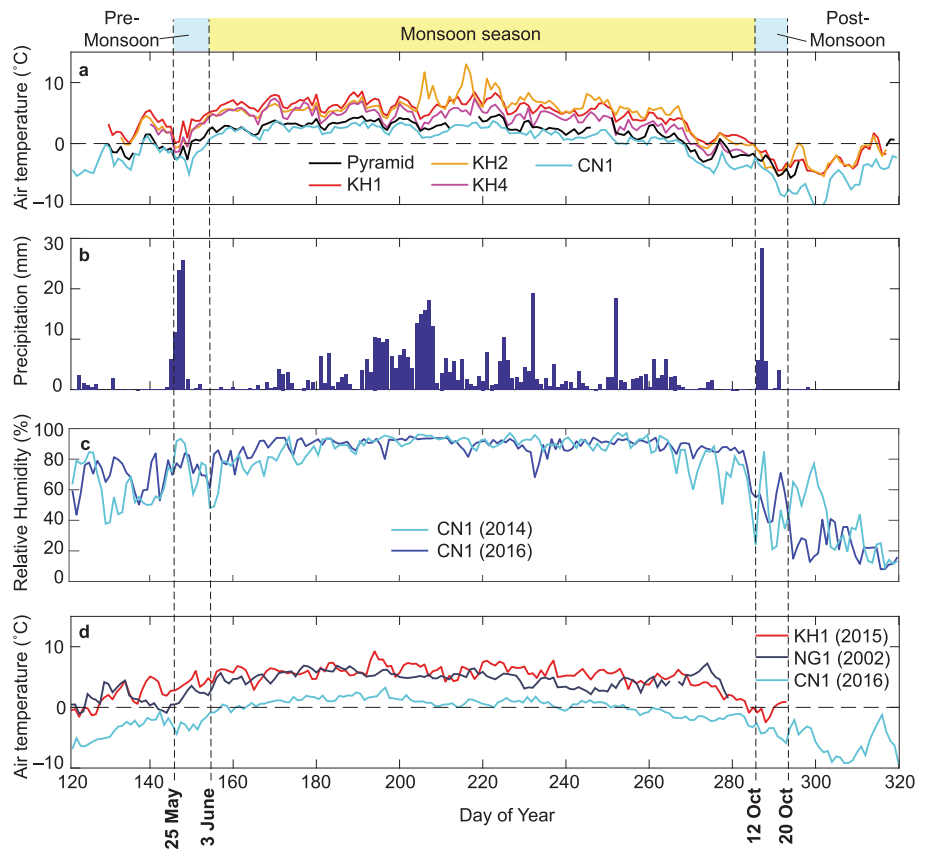 Pre-
Monsoon
Monsoon season
Post-
Monsoon
a
Air temperature (°C)
10
0
–10
Pyramid
KH1
KH2
KH4
CN1
b
Precipitation (mm)
30
20
10
0
c
Relative Humidity (%)
100
80
60
40
20
0
CN1 (2014)
CN1 (2016)
d
Air temperature (°C)
10
0
–10
KH1 (2015)
NG1 (2002)
CN1 (2016)
120 140 160 180 200 220 240 260 280 300 320
Day of Year
25 May
3 June
12 Oct
20 Oct